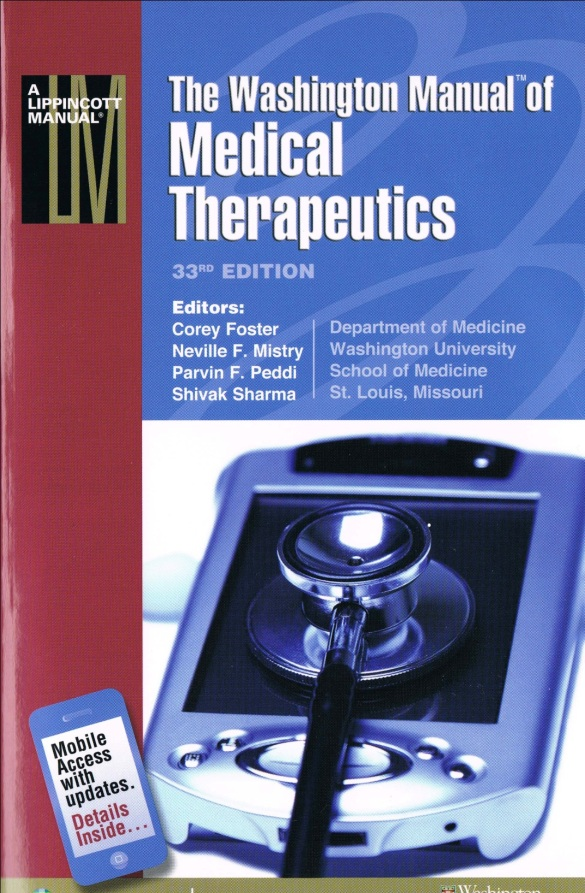 A
LIPPINCOTT
MANUAL®
LM
The Washington Manual™ of
Medical
Therapeutics
33RD EDITION
Editors:
Corey Foster
Neville F. Mistry
Parvin F. Peddi
Shivak Sharma
Department of Medicine
Washington University
School of Medicine
St. Louis, Missouri
Mobile
Access
with
updates.
Details
Inside...
Washington